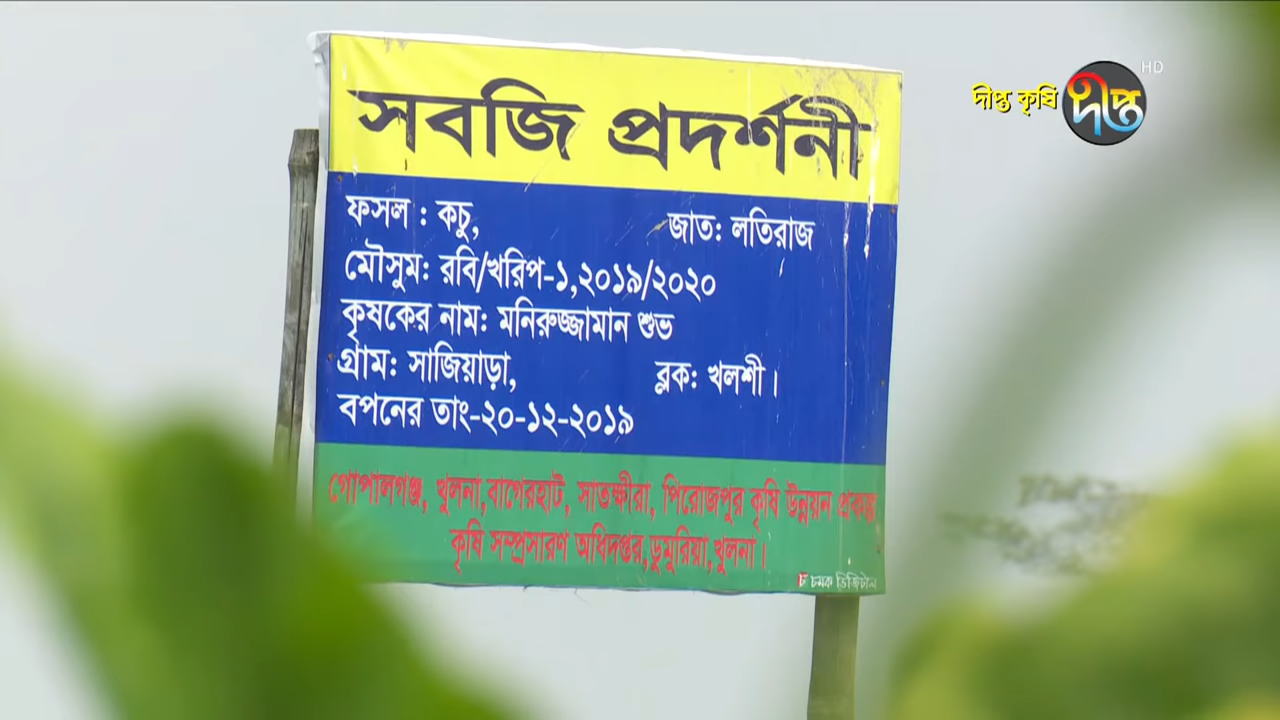 দীপ্ত কৃষি দীপ্ত HD
সবজি প্রদর্শনী
ফসল : কচু, জাত: লতিরাজ
মৌসুম: রবি/খরিপ-১,২০১৯/২০২০
কৃষকের নাম: মনিরুজ্জামান শুভ
গ্রাম: সাজিয়াড়া, ব্লক: খলশী।
বপনের তাং-২০-১২-২০১৯
গোপালগঞ্জ, খুলনা,বাগেরহাট, সাতক্ষীরা, পিরোজপুর কৃষি উন্নয়ন প্রকল্প,
কৃষি সম্প্রসারণ অধিদপ্তর,ডুমুরিয়া,খুলনা।
চমক ডিজিটাল